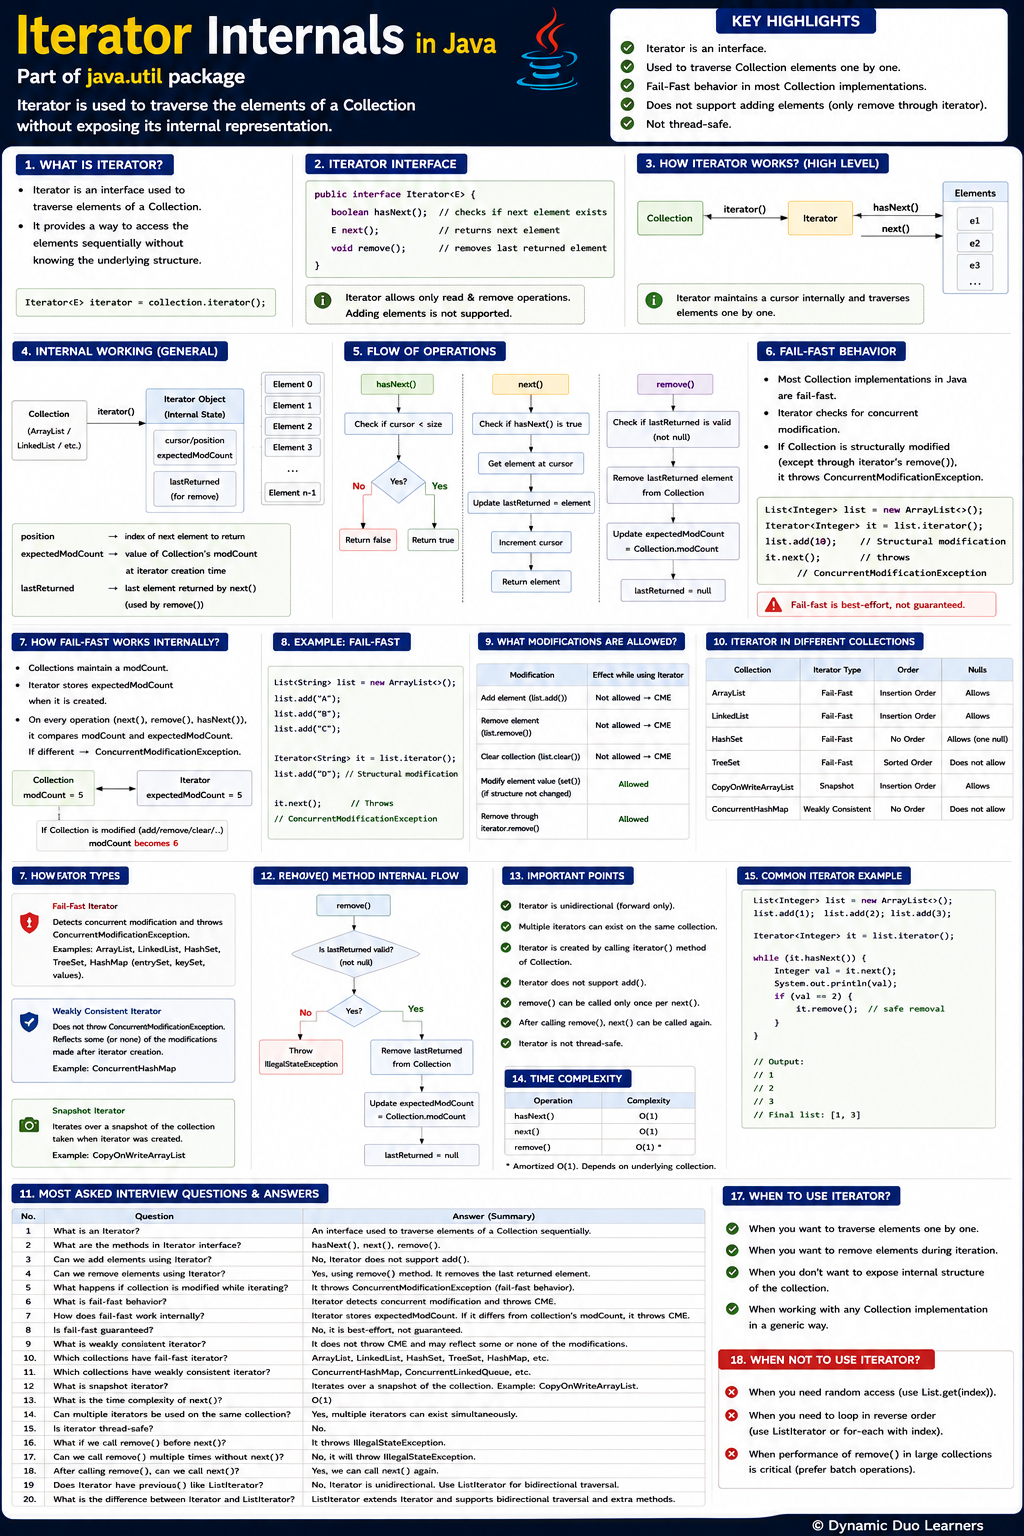 Iterator Internals in Java
Part of java.util package
Iterator is used to traverse the elements of a Collection
without exposing its internal representation.
KEY HIGHLIGHTS
Iterator is an interface.
Used to traverse Collection elements one by one.
Fail-Fast behavior in most Collection implementations.
Does not support adding elements (only remove through iterator).
Not thread-safe.
1. WHAT IS ITERATOR?
• Iterator is an interface used to
traverse elements of a Collection.
• It provides a way to access the
elements sequentially without
knowing the underlying structure.
Iterator<E> iterator = collection.iterator();
2. ITERATOR INTERFACE
public interface Iterator<E> {
boolean hasNext(); // checks if next element exists
E next(); // returns next element
void remove(); // removes last returned element
}
Iterator allows only read & remove operations.
Adding elements is not supported.
3. HOW ITERATOR WORKS? (HIGH LEVEL)
Collection
iterator()
Iterator
hasNext()
next()
Elements
e1
e2
e3
...
Iterator maintains a cursor internally and traverses
elements one by one.
4. INTERNAL WORKING (GENERAL)
Collection
(ArrayList /
LinkedList / etc.)
iterator()
Iterator Object
(Internal State)
cursor/position
expectedModCount
lastReturned
(for remove)
Element 0
Element 1
Element 2
Element 3
...
Element n-1
position → index of next element to return
expectedModCount → value of Collection's modCount
at iterator creation time
lastReturned → last element returned by next()
(used by remove())
5. FLOW OF OPERATIONS
hasNext()
Check if cursor < size
Yes?
No
Yes
Return false
Return true
next()
Check if hasNext() is true
Get element at cursor
Update lastReturned = element
Increment cursor
Return element
remove()
Check if lastReturned is valid
(not null)
Remove lastReturned element
from Collection
Update expectedModCount
= Collection.modCount
lastReturned = null
6. FAIL-FAST BEHAVIOR
• Most Collection implementations in Java
are fail-fast.
• Iterator checks for concurrent
modification.
• If Collection is structurally modified
(except through iterator's remove()),
it throws ConcurrentModificationException.
List<Integer> list = new ArrayList<>();
Iterator<Integer> it = list.iterator();
list.add(10); // Structural modification
it.next(); // throws
// ConcurrentModificationException
Fail-fast is best-effort, not guaranteed.
7. HOW FAIL-FAST WORKS INTERNALLY?
• Collections maintain a modCount.
• Iterator stores expectedModCount
when it is created.
• On every operation (next(), remove(), hasNext()),
it compares modCount and expectedModCount.
If different → ConcurrentModificationException.
Collection
modCount = 5
Iterator
expectedModCount = 5
If Collection is modified (add/remove/clear/..)
modCount becomes 6
8. EXAMPLE: FAIL-FAST
List<String> list = new ArrayList<>();
list.add("A");
list.add("B");
list.add("C");
Iterator<String> it = list.iterator();
list.add("D"); // Structural modification
it.next(); // Throws
// ConcurrentModificationException
9. WHAT MODIFICATIONS ARE ALLOWED?
Modification Effect while using Iterator
Add element (list.add()) Not allowed → CME
Remove element
(list.remove()) Not allowed → CME
Clear collection (list.clear()) Not allowed → CME
Modify element value (set())
(if structure not changed) Allowed
Remove through
iterator.remove() Allowed
10. ITERATOR IN DIFFERENT COLLECTIONS
Collection Iterator Type Order Nulls
ArrayList Fail-Fast Insertion Order Allows
LinkedList Fail-Fast Insertion Order Allows
HashSet Fail-Fast No Order Allows (one null)
TreeSet Fail-Fast Sorted Order Does not allow
CopyOnWriteArrayList Snapshot Insertion Order Allows
ConcurrentHashMap Weakly Consistent No Order Does not allow
7. HOWFATOR TYPES
Fail-Fast Iterator
Detects concurrent modification and throws
ConcurrentModificationException.
Examples: ArrayList, LinkedList, HashSet,
TreeSet, HashMap (entrySet, keySet,
values).
Weakly Consistent Iterator
Does not throw ConcurrentModificationException.
Reflects some (or none) of the modifications
made after iterator creation.
Example: ConcurrentHashMap
Snapshot Iterator
Iterates over a snapshot of the collection
taken when iterator was created.
Example: CopyOnWriteArrayList
12. REMOVE() METHOD INTERNAL FLOW
remove()
Is lastReturned valid?
(not null)
Yes?
No
Yes
Throw
IllegalStateException
Remove lastReturned
from Collection
Update expectedModCount
= Collection.modCount
lastReturned = null
13. IMPORTANT POINTS
Iterator is unidirectional (forward only).
Multiple iterators can exist on the same collection.
Iterator is created by calling iterator() method
of Collection.
Iterator does not support add().
remove() can be called only once per next().
After calling remove(), next() can be called again.
Iterator is not thread-safe.
14. TIME COMPLEXITY
Operation Complexity
hasNext() O(1)
next() O(1)
remove() O(1) *
* Amortized O(1). Depends on underlying collection.
15. COMMON ITERATOR EXAMPLE
List<Integer> list = new ArrayList<>();
list.add(1); list.add(2); list.add(3);
Iterator<Integer> it = list.iterator();
while (it.hasNext()) {
Integer val = it.next();
System.out.println(val);
if (val == 2) {
it.remove(); // safe removal
}
}
// Output:
// 1
// 2
// 3
// Final list: [1, 3]
11. MOST ASKED INTERVIEW QUESTIONS & ANSWERS
No. Question Answer (Summary)
1 What is an Iterator? An interface used to traverse elements of a Collection sequentially.
2 What are the methods in Iterator interface? hasNext(), next(), remove().
3 Can we add elements using Iterator? No, Iterator does not support add().
4 Can we remove elements using Iterator? Yes, using remove() method. It removes the last returned element.
5 What happens if collection is modified while iterating? It throws ConcurrentModificationException (fail-fast behavior).
6 What is fail-fast behavior? Iterator detects concurrent modification and throws CME.
7 How does fail-fast work internally? Iterator stores expectedModCount. If it differs from collection's modCount, it throws CME.
8 Is fail-fast guaranteed? No, it is best-effort, not guaranteed.
9 What is weakly consistent iterator? It does not throw CME and may reflect some or none of the modifications.
10. Which collections have fail-fast iterator? ArrayList, LinkedList, HashSet, TreeSet, HashMap, etc.
11. Which collections have weakly consistent iterator? ConcurrentHashMap, ConcurrentLinkedQueue, etc.
12 What is snapshot iterator? Iterates over a snapshot of the collection. Example: CopyOnWriteArrayList.
13. What is the time complexity of next()? O(1)
14. Can multiple iterators be used on the same collection? Yes, multiple iterators can exist simultaneously.
15. Is iterator thread-safe? No.
16. What if we call remove() before next()? It throws IllegalStateException.
17. Can we call remove() multiple times without next()? No, it will throw IllegalStateException.
18. After calling remove(), can we call next()? Yes, we can call next() again.
19 Does Iterator have previous() like ListIterator? No, Iterator is unidirectional. Use ListIterator for bidirectional traversal.
20. What is the difference between Iterator and ListIterator? ListIterator extends Iterator and supports bidirectional traversal and extra methods.
17. WHEN TO USE ITERATOR?
When you want to traverse elements one by one.
When you want to remove elements during iteration.
When you don't want to expose internal structure
of the collection.
When working with any Collection implementation
in a generic way.
18. WHEN NOT TO USE ITERATOR?
When you need random access (use List.get(index)).
When you need to loop in reverse order
(use ListIterator or for-each with index).
When performance of remove() in large collections
is critical (prefer batch operations).
© Dynamic Duo Learners